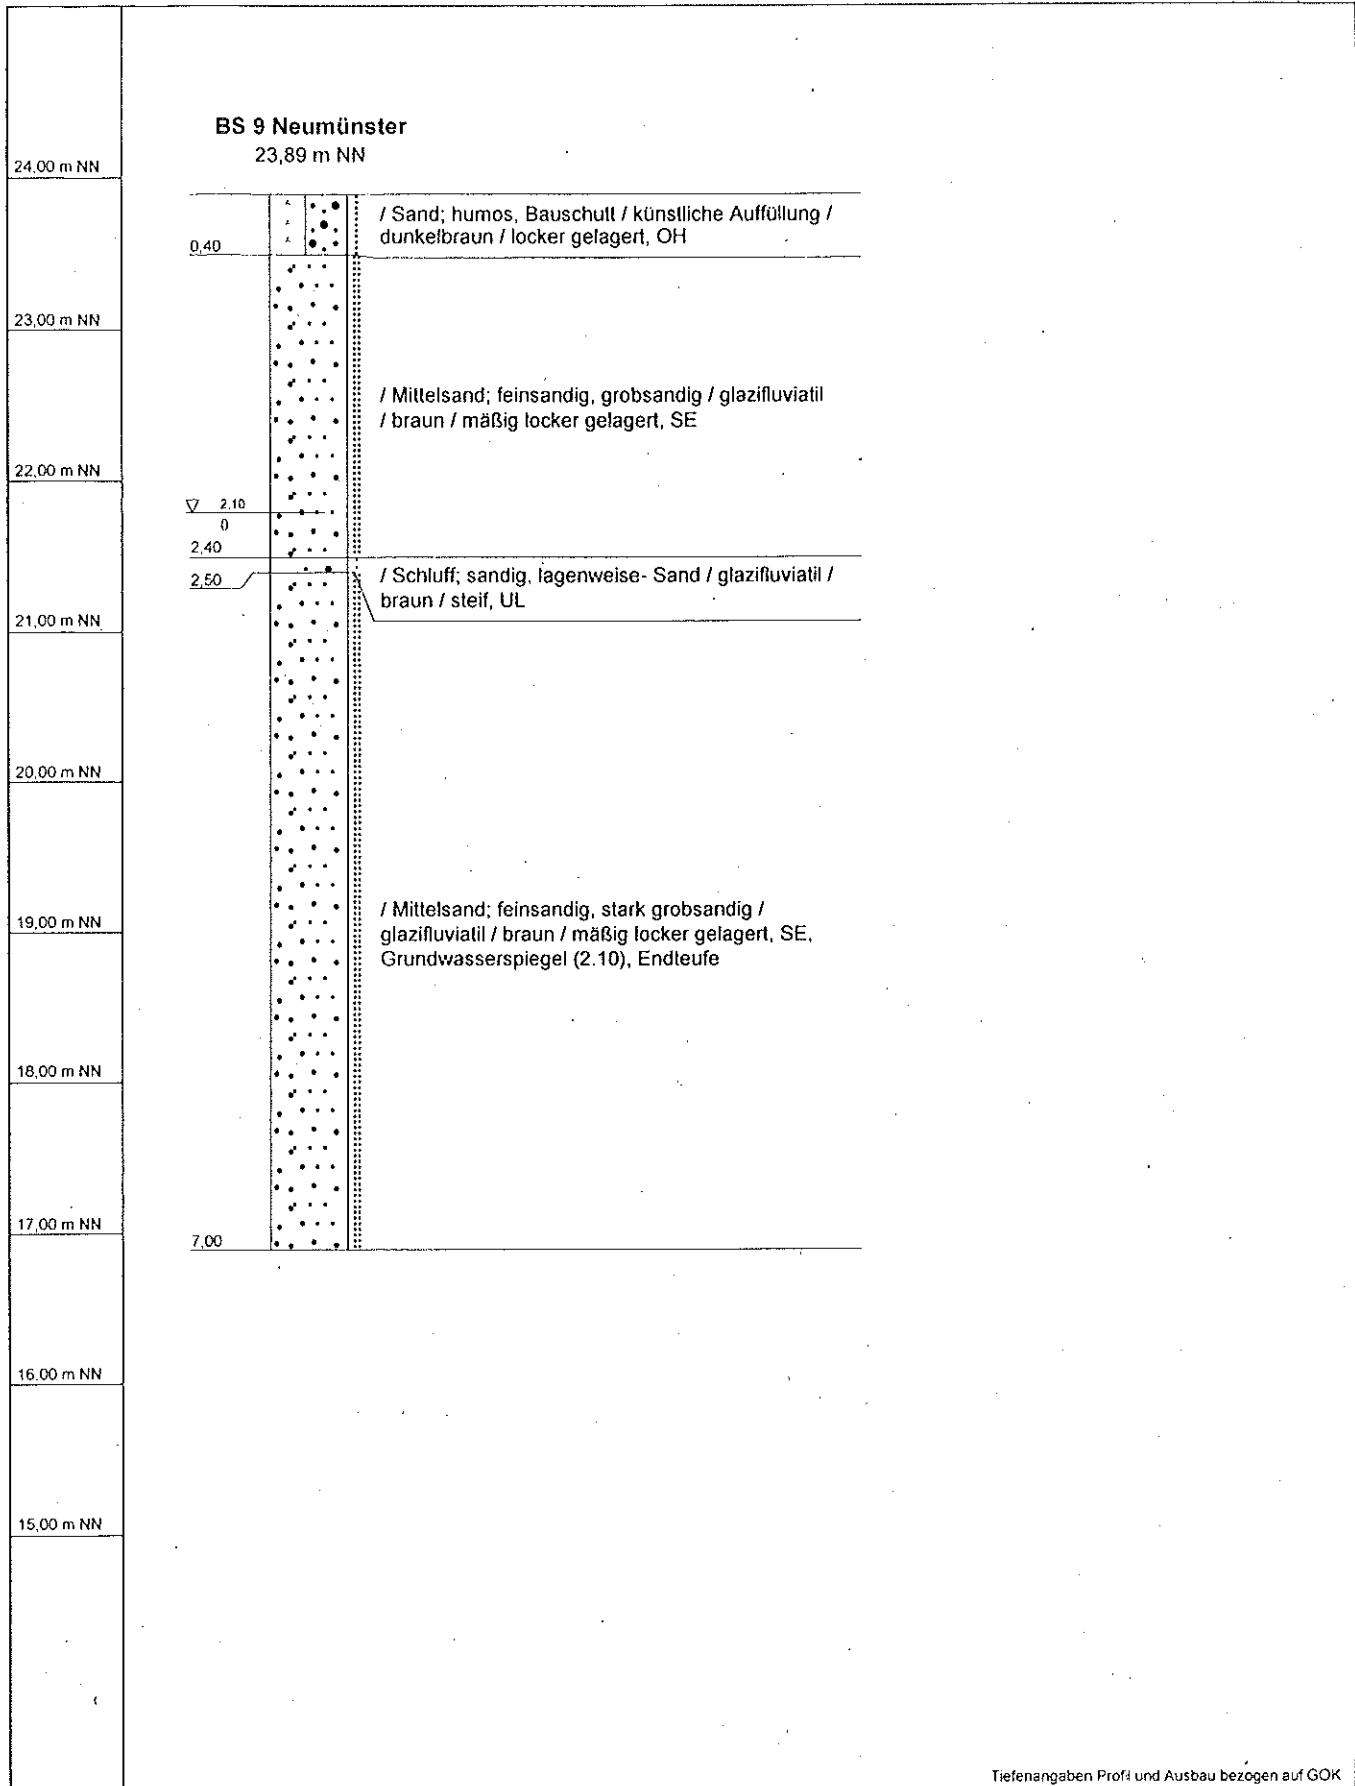 BS 9 Neumünster
23,89 m NN
24,00 m NN
/ Sand; humos, Bauschutt / künstliche Auffüllung /
dunkelbraun / locker gelagert, OH
0,40
23,00 m NN
/ Mittelsand; feinsandig, grobsandig / glazifluviatil
/ braun / mäßig locker gelagert, SE
22,00 m NN
2.10
0
2,40
2,50
/ Schluff; sandig, lagenweise- Sand / glazifluviatil /
braun / steif, UL
21,00 m NN
20,00 m NN
19,00 m NN
/ Mittelsand; feinsandig, stark grobsandig /
glazifluviatil / braun / mäßig locker gelagert, SE,
Grundwasserspiegel (2.10), Endteufe
18,00 m NN
17,00 m NN
7,00
16,00 m NN
15,00 m NN
Tiefenangaben Profil und Ausbau bezogen auf GOK